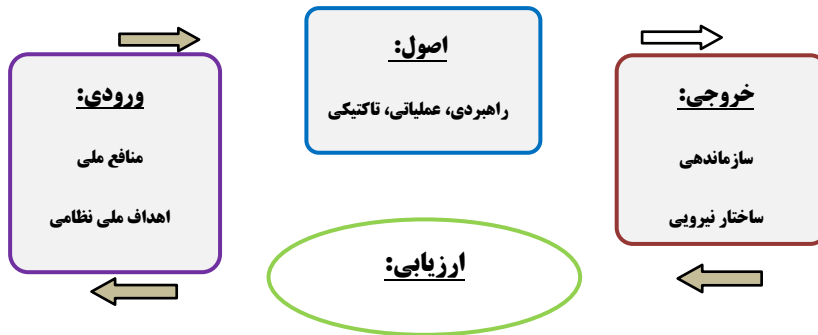 ورودی:
منافع ملی
اهداف ملی نظامی
اصول:
راهبردی، عملیاتی، تاکتیکی
خروجی:
سازماندهی
ساختار نیرویی
ارزیابی: